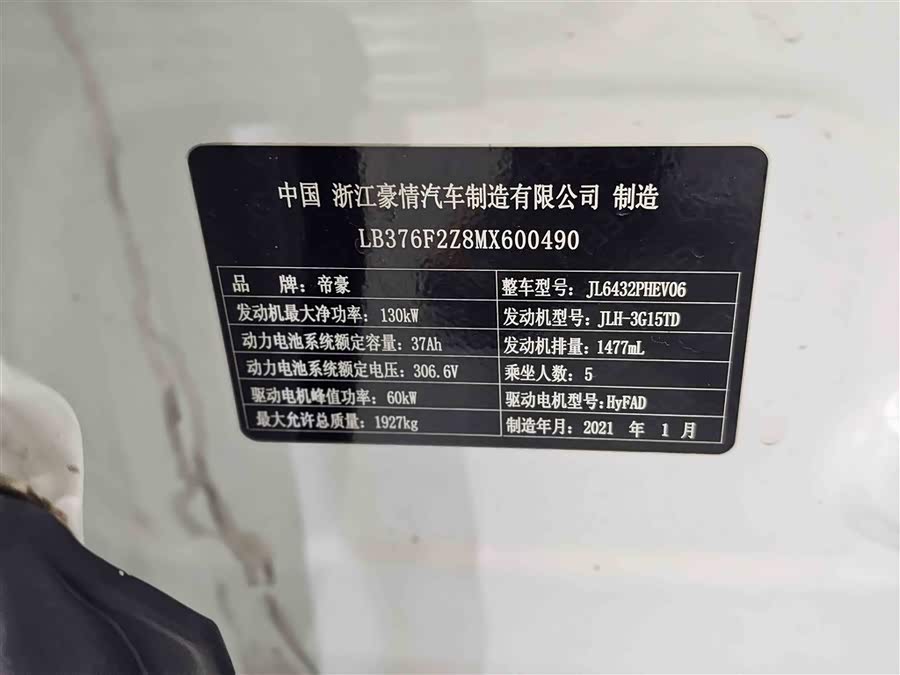 中国 浙江豪情汽车制造有限公司 制造
LB376F2Z8MX600490
品 牌：帝豪 整车型号：JL6432PHEV06
发动机最大净功率：130kW 发动机型号：JLH-3G15TD
动力电池系统额定容量：37Ah 发动机排量：1477mL
动力电池系统额定电压：306.6V 乘坐人数：5
驱动电机峰值功率：60kW 驱动电机型号:HyFAD
最大允许总质量：1927kg 制造年月：2021 年 1 月